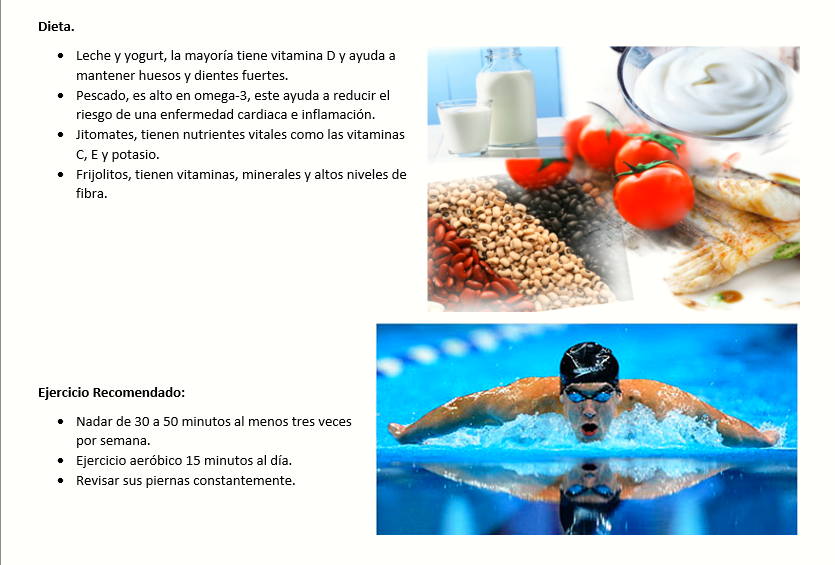 Dieta.
• Leche y yogurt, la mayoría tiene vitamina D y ayuda a
mantener huesos y dientes fuertes.
• Pescado, es alto en omega-3, este ayuda a reducir el
riesgo de una enfermedad cardiaca e inflamación.
• Jitomates, tienen nutrientes vitales como las vitaminas
C, E y potasio.
• Frijolitos, tienen vitaminas, minerales y altos niveles de
fibra.
Ejercicio Recomendado:
• Nadar de 30 a 50 minutos al menos tres veces
por semana.
• Ejercicio aeróbico 15 minutos al día.
• Revisar sus piernas constantemente.